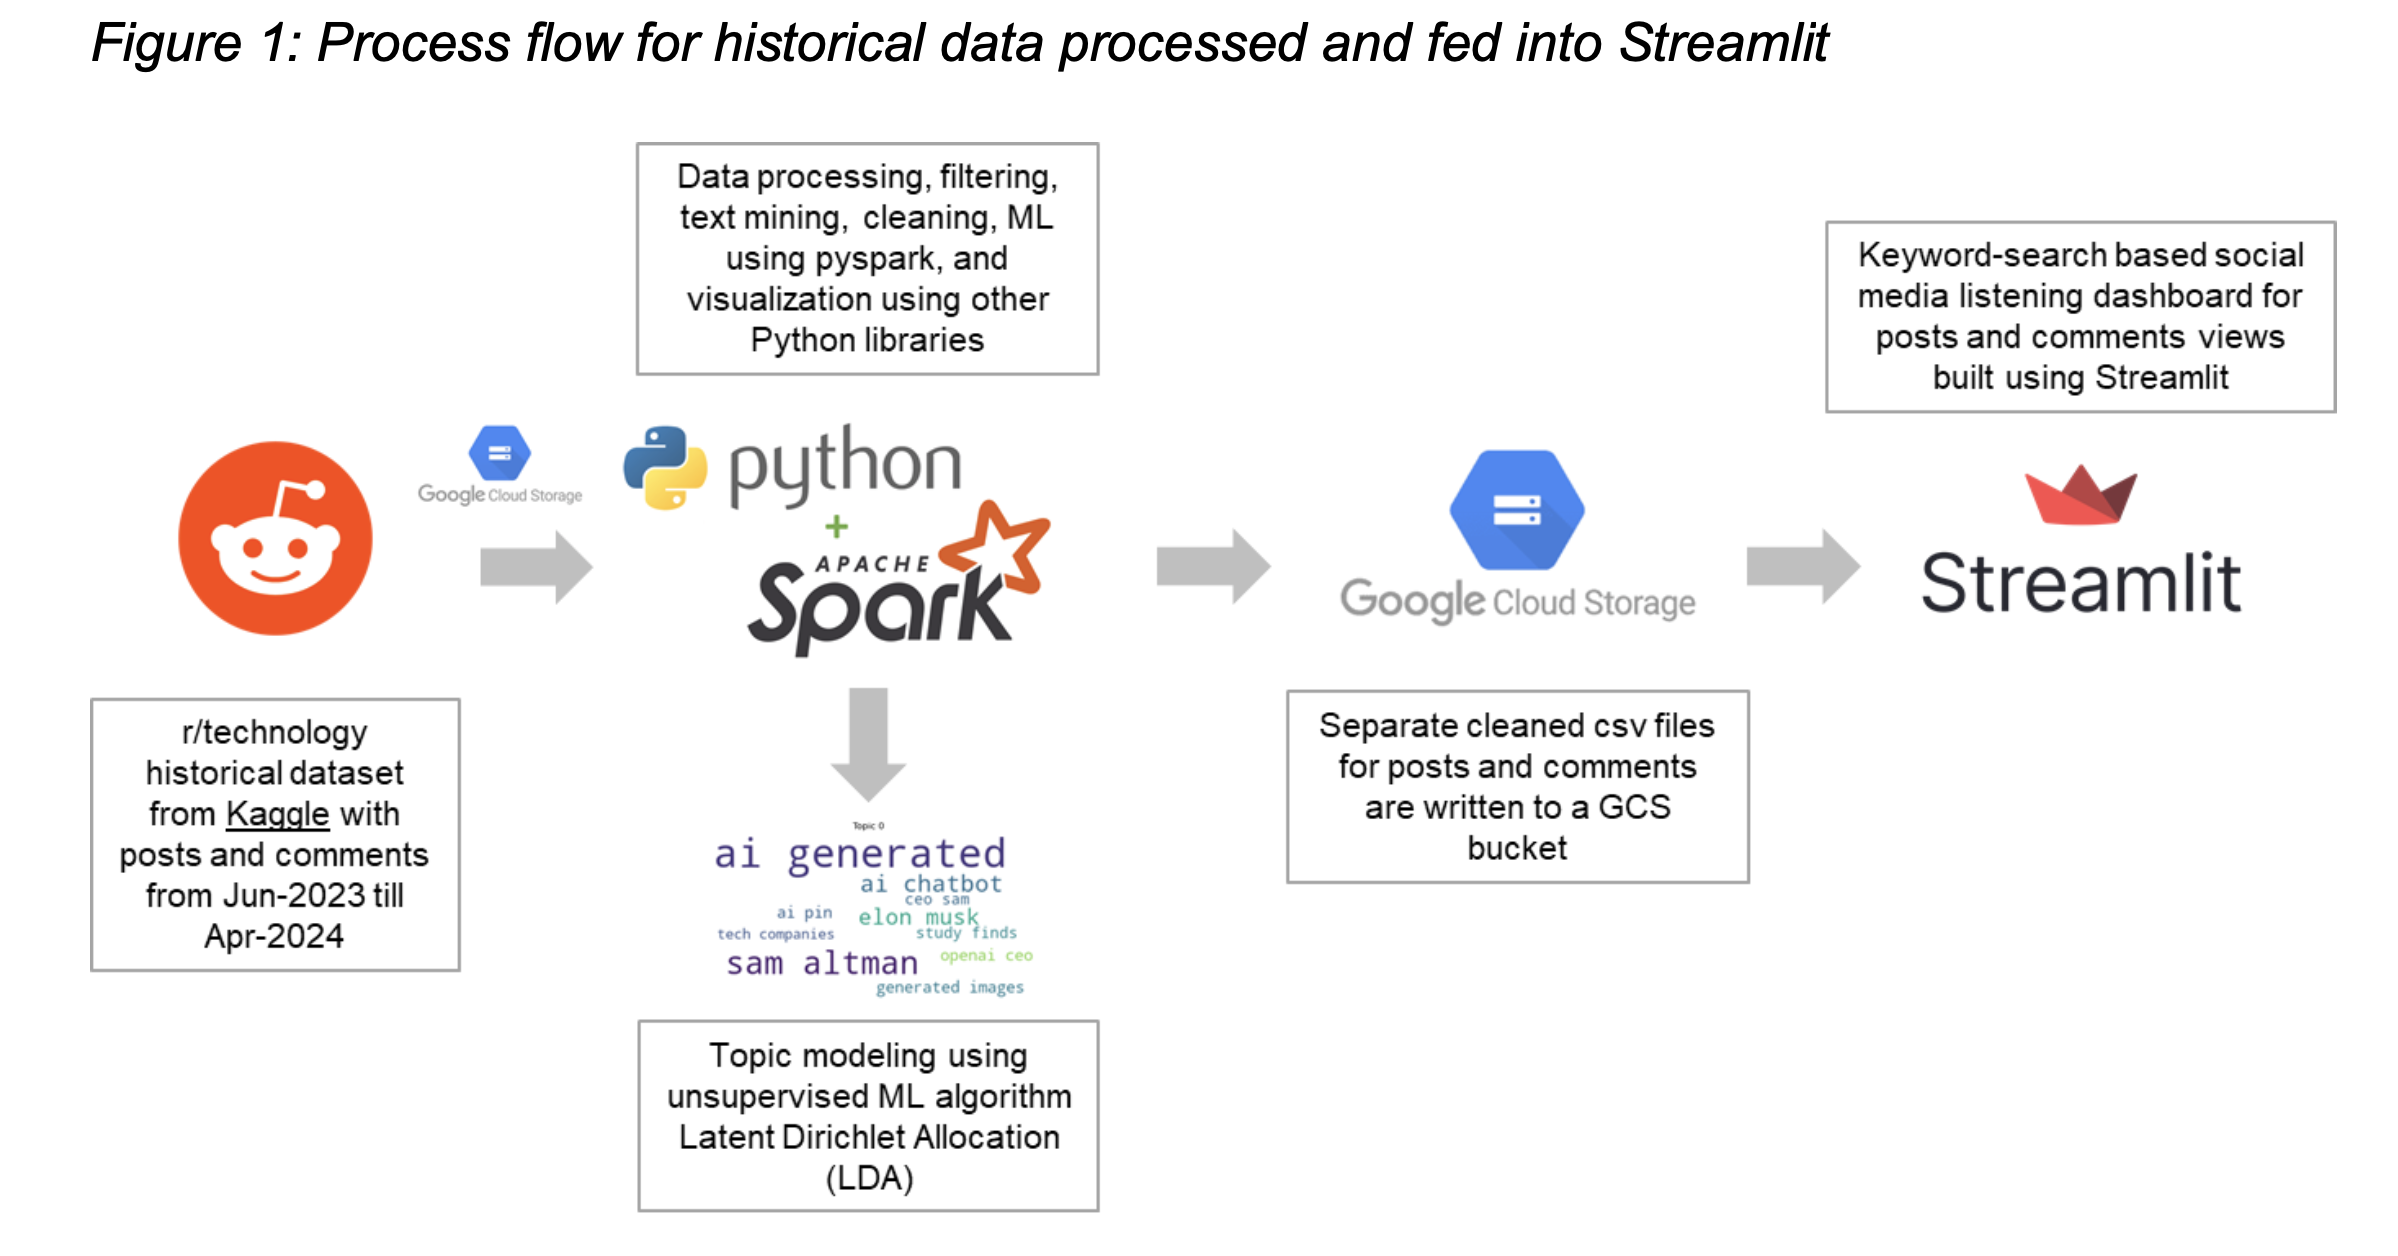 Figure 1: Process flow for historical data processed and fed into Streamlit
Data processing, filtering,
text mining, cleaning, ML
using pyspark, and
visualization using other
Python libraries
Keyword-search based social
media listening dashboard for
posts and comments views
built using Streamlit
Google Cloud Storage
python
+
APACHE
Spark
Google Cloud Storage
Streamlit
r/technology
historical dataset
from Kaggle with
posts and comments
from Jun-2023 till
Apr-2024
Separate cleaned csv files
for posts and comments
are written to a GCS
bucket
Topic 0
ai generated
ai chatbot
ceo sam
ai pin
elon musk
tech companies
study finds
sam altman
openai ceo
generated images
Topic modeling using
unsupervised ML algorithm
Latent Dirichlet Allocation
(LDA)